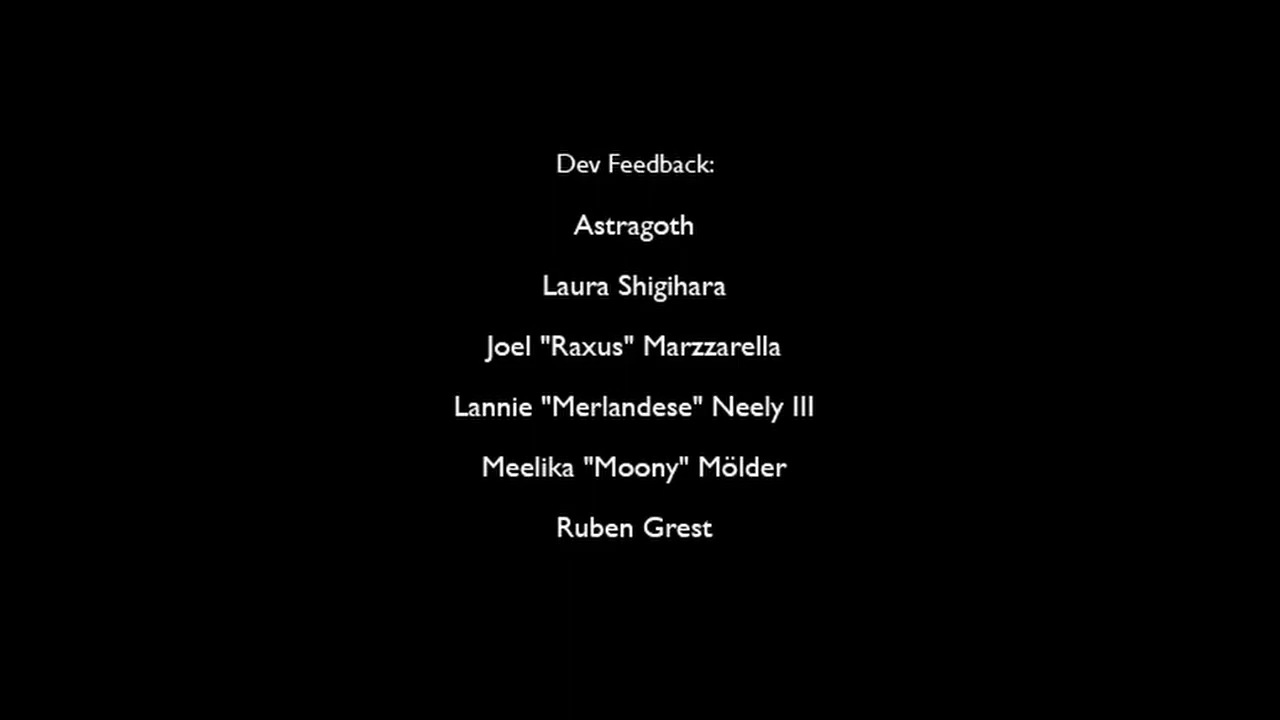 Dev Feedback:
Astragoth
Laura Shigihara
Joel "Raxus" Marzzarella
Lannie "Merlandese" Neely III
Meelika "Moony" Mölder
Ruben Grest